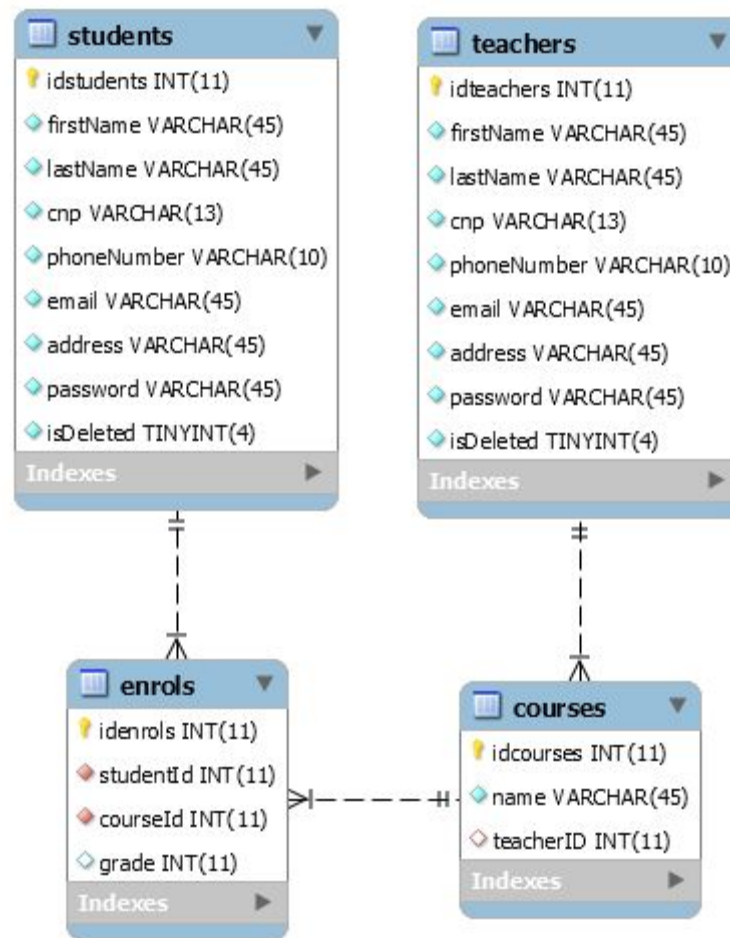 students
idstudents INT(11)
firstName VARCHAR(45)
lastName VARCHAR(45)
cnp VARCHAR(13)
phoneNumber VARCHAR(10)
email VARCHAR(45)
address VARCHAR(45)
password VARCHAR(45)
isDeleted TINYINT(4)
Indexes
teachers
idteachers INT(11)
firstName VARCHAR(45)
lastName VARCHAR(45)
cnp VARCHAR(13)
phoneNumber VARCHAR(10)
email VARCHAR(45)
address VARCHAR(45)
password VARCHAR(45)
isDeleted TINYINT(4)
Indexes
enrols
idenrols INT(11)
studentId INT(11)
courseId INT(11)
grade INT(11)
Indexes
courses
idcourses INT(11)
name VARCHAR(45)
teacherID INT(11)
Indexes